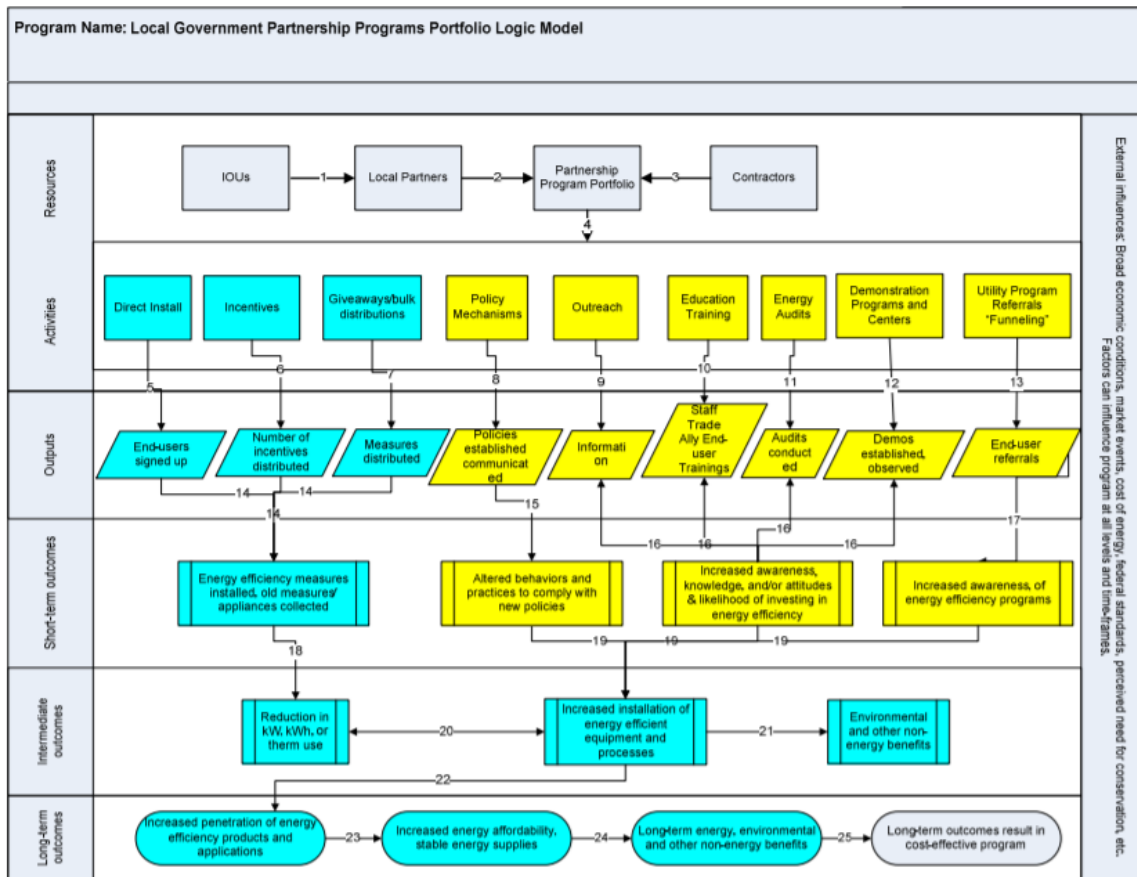 Program Name: Local Government Partnership Programs Portfolio Logic Model
Resources
IOUs
1
Local Partners
2
Partnership
Program Portfolio
3
Contractors
4
Activities
Direct Install
Incentives
Giveaways/bulk
distributions
Policy
Mechanisms
Outreach
Education
Training
Energy
Audits
Demonstration
Programs and
Centers
Utility Program
Referrals
“Funneling”
5
6
7
8
9
10
11
12
13
Outputs
End-users
signed up
Number of
incentives
distributed
Measures
distributed
Policies
established
communicat
ed
Informati
on
Staff
Trade
Ally End-
user
Trainings
Audits
conduct
ed
Demos
established,
observed
End-user
referrals
14
14
14
15
16
16
16
16
17
Short-term outcomes
Energy efficiency measures
installed, old measures/
appliances collected
Altered behaviors and
practices to comply with
new policies
Increased awareness,
knowledge, and/or attitudes
& likelihood of investing in
energy efficiency
Increased awareness, of
energy efficiency programs
18
19
19
19
Intermediate
outcomes
Reduction in
kW, kWh, or
therm use
20
Increased installation of
energy efficient
equipment and
processes
21
Environmental
and other non-
energy benefits
22
Long-term
outcomes
Increased penetration of energy
efficiency products and
applications
23
Increased energy affordability,
stable energy supplies
24
Long-term energy, environmental
and other non-energy benefits
25
Long-term outcomes result in
cost-effective program
External influences: Broad economic conditions, market events, cost of energy, federal standards, perceived need for conservation, etc.
Factors can influence program at all levels and time-frames.